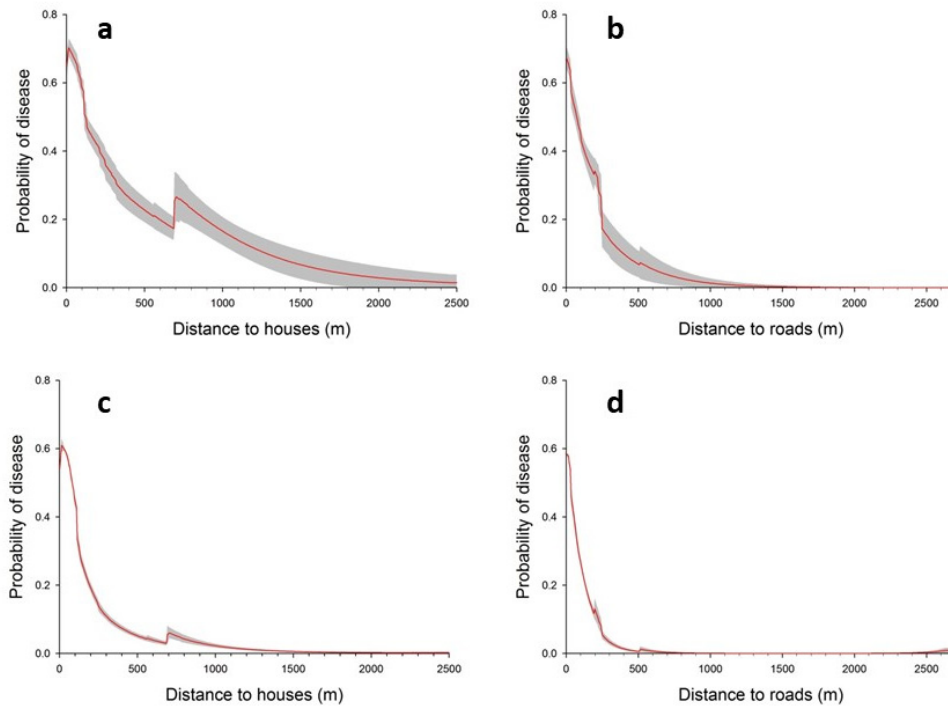 a
Probability of disease
0.8
0.6
0.4
0.2
0.0
0 500 1000 1500 2000 2500
Distance to houses (m)
b
Probability of disease
0.8
0.6
0.4
0.2
0.0
0 500 1000 1500 2000 2500
Distance to roads (m)
c
Probability of disease
0.8
0.6
0.4
0.2
0.0
0 500 1000 1500 2000 2500
Distance to houses (m)
d
Probability of disease
0.8
0.6
0.4
0.2
0.0
0 500 1000 1500 2000 2500
Distance to roads (m)